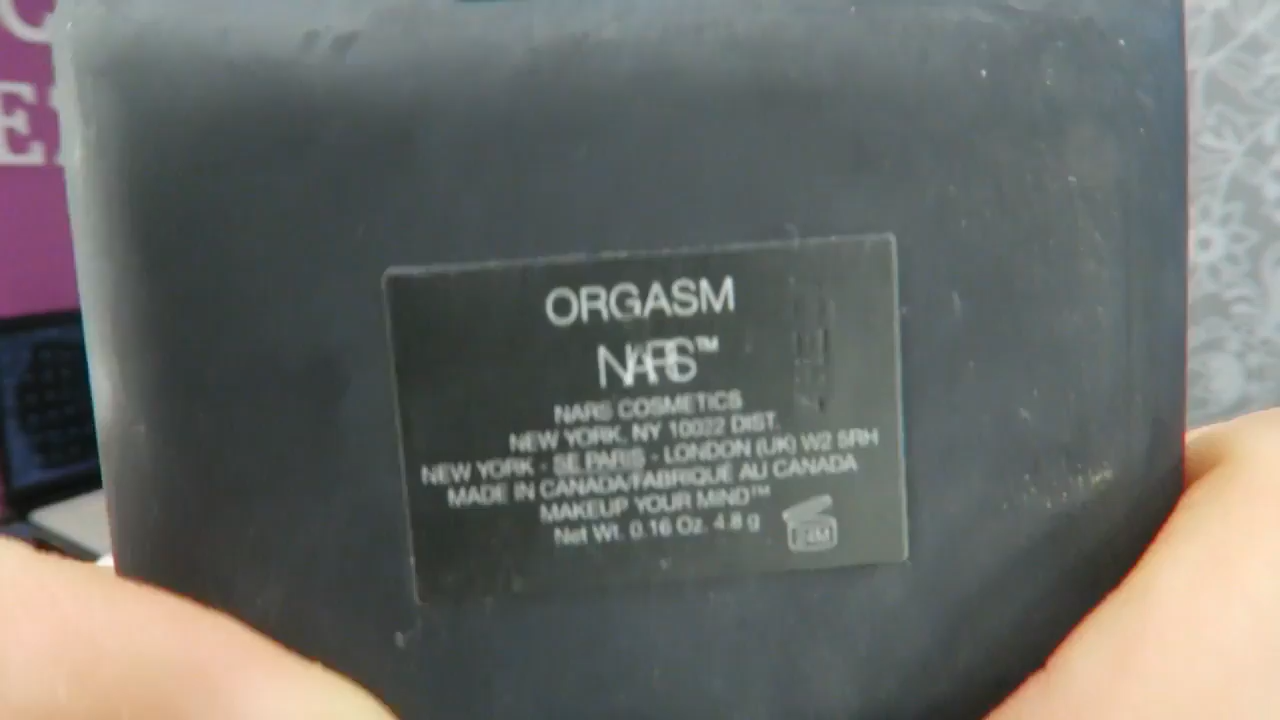 ORGASM
NARS™
NARS COSMETICS
NEW YORK, NY 10022 DIST.
NEW YORK - SE PARIS - LONDON (UK) W2 5RH
MADE IN CANADA/FABRIQUÉ AU CANADA
MAKEUP YOUR MIND™
Net Wt. 0.16 Oz. 4.8 g